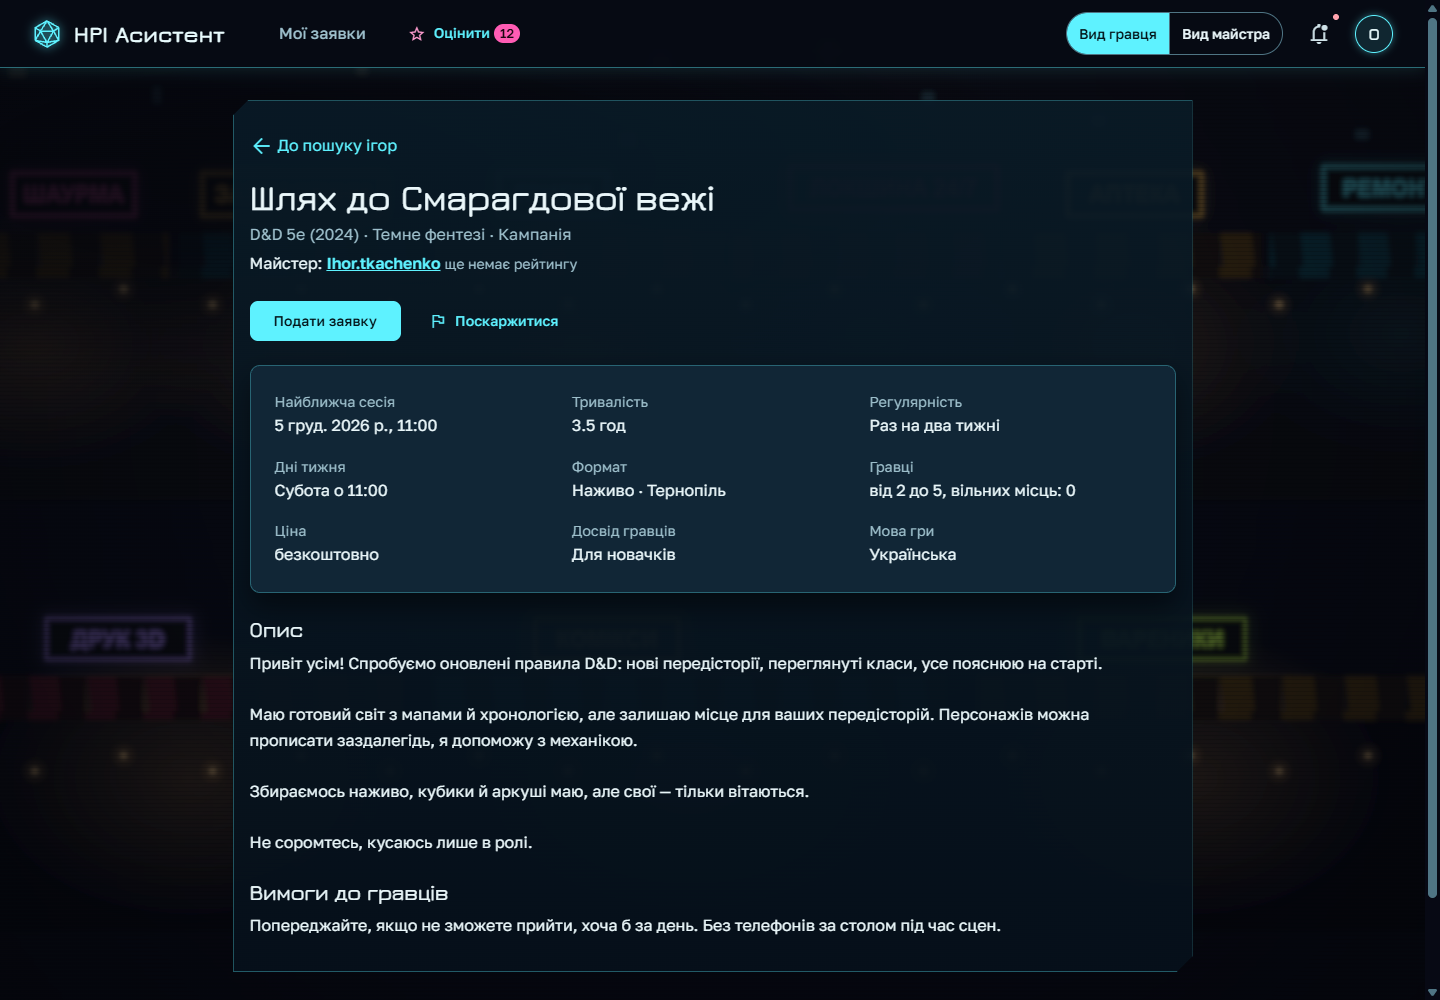 НРІ Асистент
Мої заявки
Оцінити 12
Вид гравця
Вид майстра
О
До пошуку ігор
Шлях до Смарагдової вежі
D&D 5e (2024) · Темне фентезі · Кампанія
Майстер: Ihor.tkachenko ще немає рейтингу
Подати заявку
Поскаржитися
Найближча сесія
5 груд. 2026 р., 11:00
Тривалість
3.5 год
Регулярність
Раз на два тижні
Дні тижня
Субота о 11:00
Формат
Наживо · Тернопіль
Гравці
від 2 до 5, вільних місць: 0
Ціна
безкоштовно
Досвід гравців
Для новачків
Мова гри
Українська
Опис
Привіт усім! Спробуємо оновлені правила D&D: нові передісторії, переглянуті класи, усе пояснюю на старті.
Маю готовий світ з мапами й хронологією, але залишаю місце для ваших передісторій. Персонажів можна
прописати заздалегідь, я допоможу з механікою.
Збираємось наживо, кубики й аркуші маю, але свої — тільки вітаються.
Не соромтесь, кусаюсь лише в ролі.
Вимоги до гравців
Попереджайте, якщо не зможете прийти, хоча б за день. Без телефонів за столом під час сцен.
ШАУРМА
ДРУК 3D